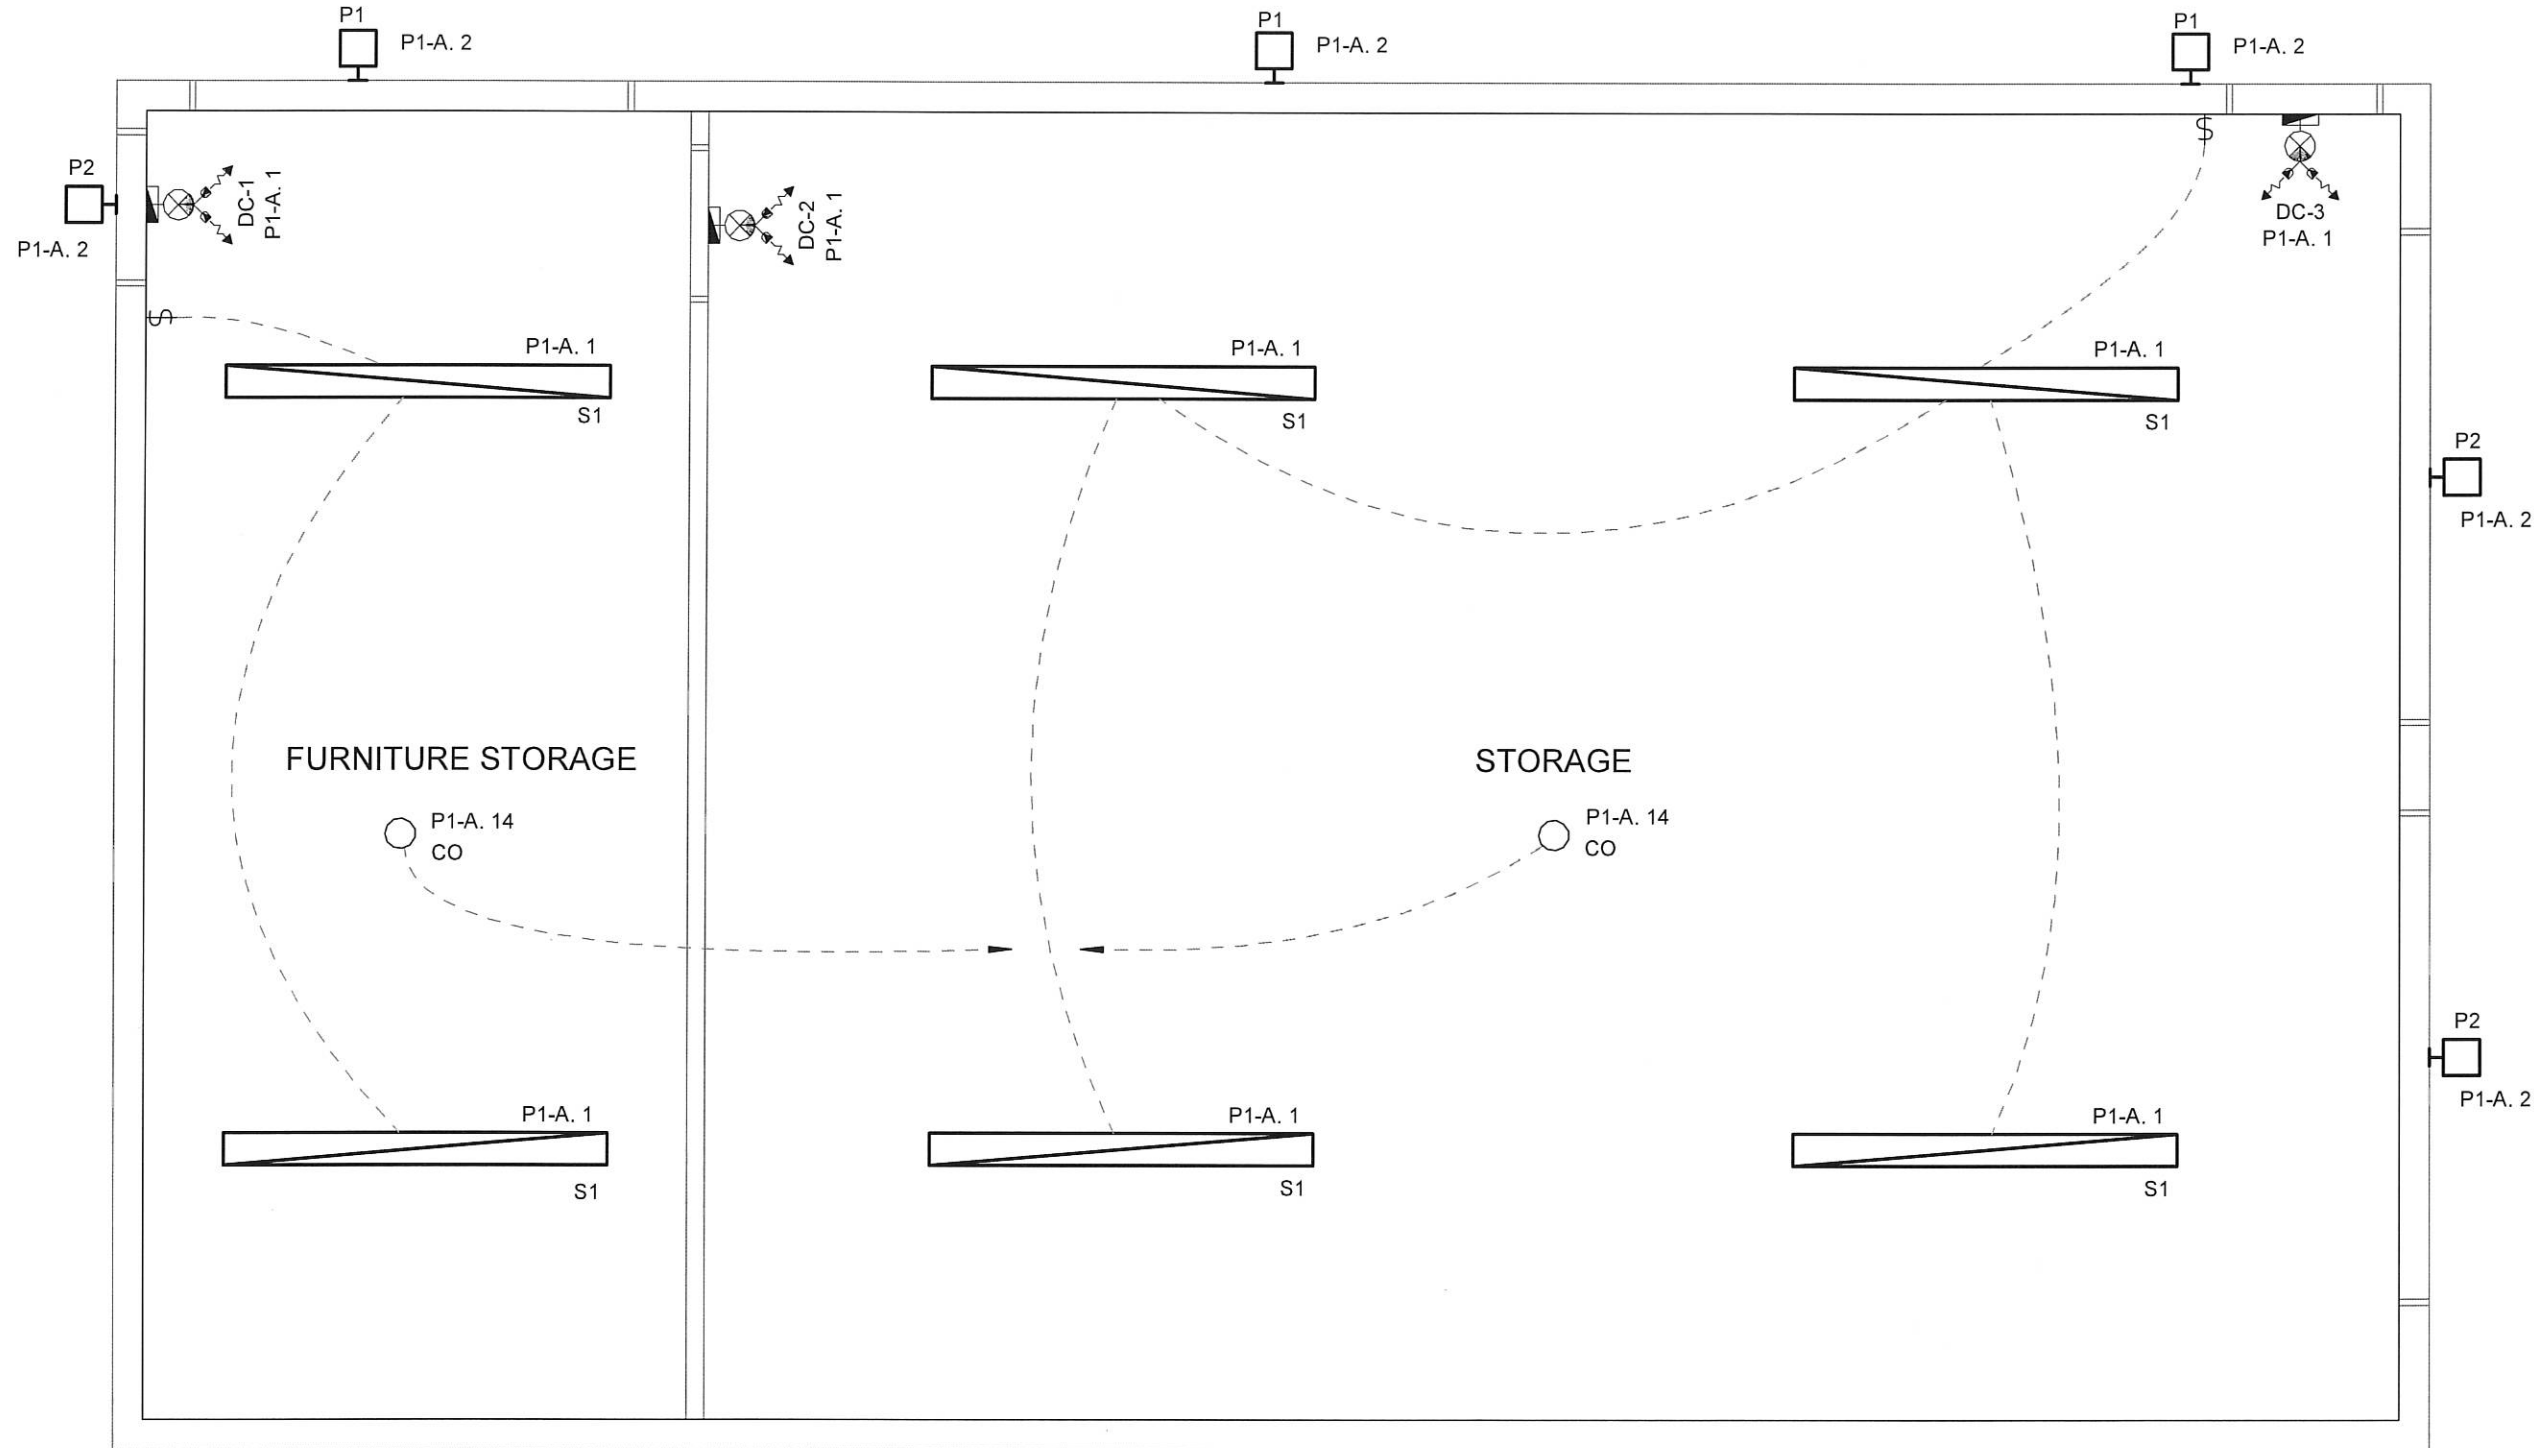 P1
P1-A. 2
P1
P1-A. 2
P1
P1-A. 2
P2
P1-A. 2
DC-1
P1-A. 1
DC-2
P1-A. 1
$
DC-3
P1-A. 1
$
P1-A. 1
S1
P1-A. 1
S1
P1-A. 1
S1
P2
P1-A. 2
FURNITURE STORAGE
P1-A. 14
CO
STORAGE
P1-A. 14
CO
P2
P1-A. 2
P1-A. 1
S1
P1-A. 1
S1
P1-A. 1
S1